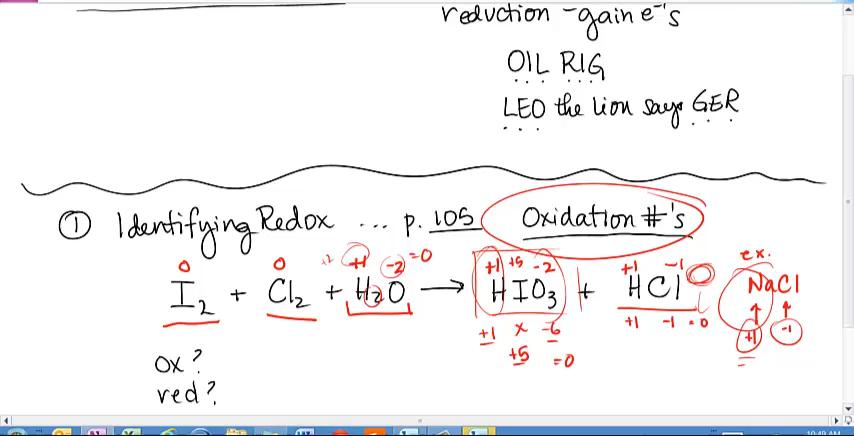 reduction - gain e⁻'s
OIL RIG
LEO the lion says GER
① Identifying Redox ... p. 105 Oxidation #'s
ex.
0 0 +2 +1 -2 =0 +1 +5 -2 +1 -1
I₂ + Cl₂ + H₂O → HIO₃ + HCl NaCl
+1 x -6 +1 -1 =0 +1 -1
+5 =0
ox?
red?